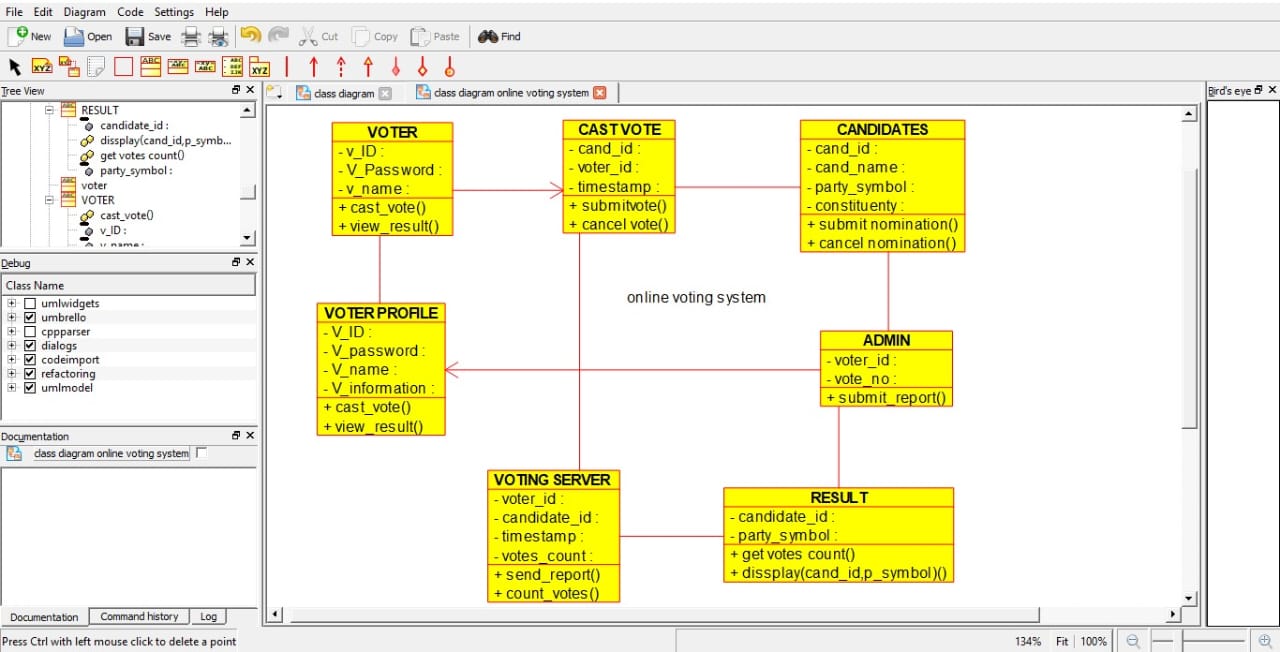 File Edit Diagram Code Settings Help
New Open Save Cut Copy Paste Find
XYZ ABC XYZ
Tree View
RESULT
candidate_id :
dissplay(cand_id,p_symb...
get votes count()
party_symbol :
voter
VOTER
cast_vote()
v_ID :
v_name :
Debug
Class Name
umlwidgets
umbrello
cppparser
dialogs
codeimport
refactoring
umlmodel
Documentation
class diagram online voting system
Documentation Command history Log
Press Ctrl with left mouse click to delete a point
class diagram
class diagram online voting system
VOTER
- v_ID :
- V_Password :
- v_name :
+ cast_vote()
+ view_result()
CAST VOTE
- cand_id :
- voter_id :
- timestamp :
+ submitvote()
+ cancel vote()
CANDIDATES
- cand_id :
- cand_name :
- party_symbol :
- constituenty :
+ submit nomination()
+ cancel nomination()
online voting system
VOTER PROFILE
- V_ID :
- V_password :
- V_name :
- V_information :
+ cast_vote()
+ view_result()
ADMIN
- voter_id :
- vote_no :
+ submit_report()
VOTING SERVER
- voter_id :
- candidate_id :
- timestamp :
- votes_count :
+ send_report()
+ count_votes()
RESULT
- candidate_id :
- party_symbol :
+ get votes count()
+ dissplay(cand_id,p_symbol)()
Bird's eye
134% Fit 100%